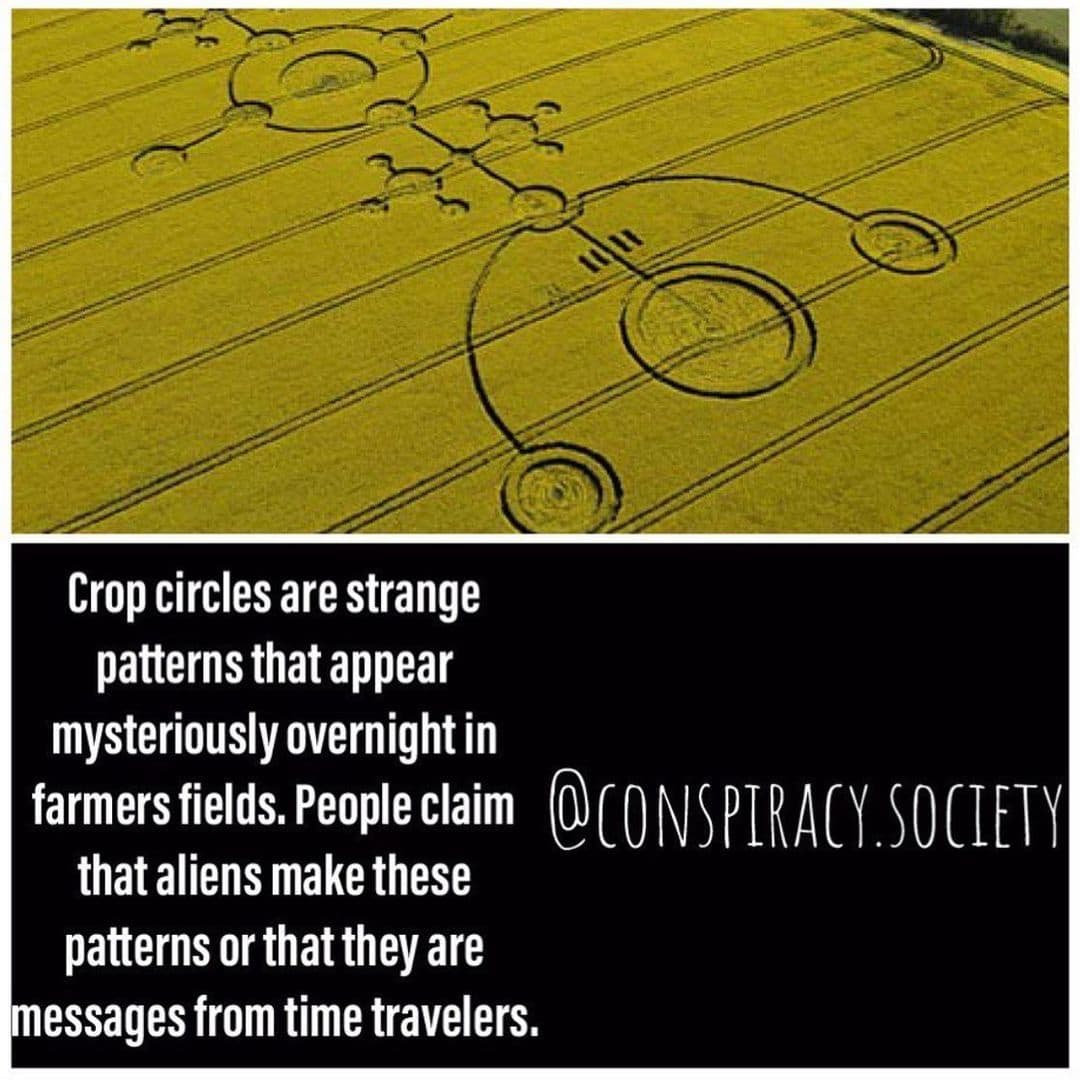 Crop circles are strange
patterns that appear
mysteriously overnight in
farmers fields. People claim
that aliens make these
patterns or that they are
messages from time travelers.
@CONSPIRACY.SOCIETY